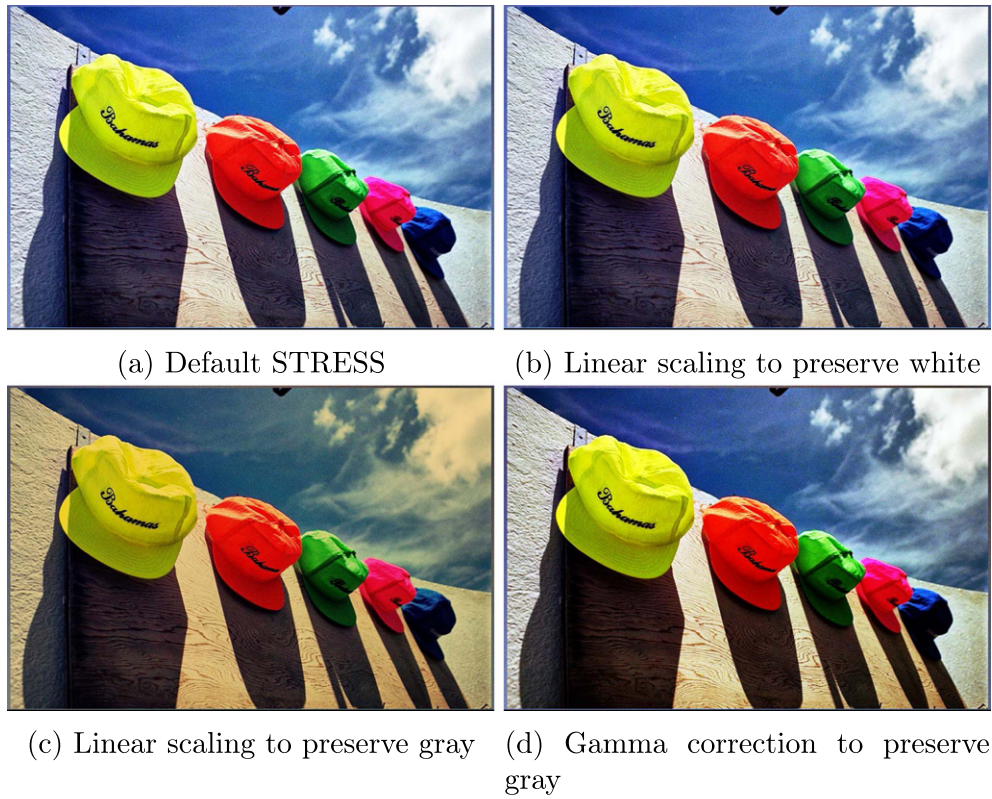 Bahamas
Bahamas
(a) Default STRESS
(b) Linear scaling to preserve white
Bahamas
Bahamas
(c) Linear scaling to preserve gray
(d) Gamma correction to preserve
gray